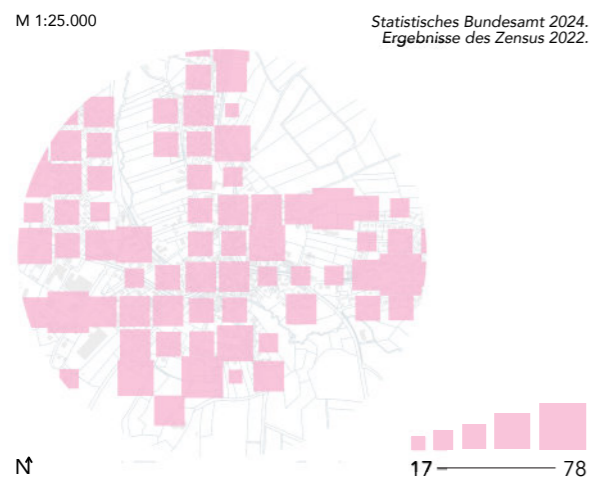 M 1:25.000
Statistisches Bundesamt 2024.
Ergebnisse des Zensus 2022.
N
17
78